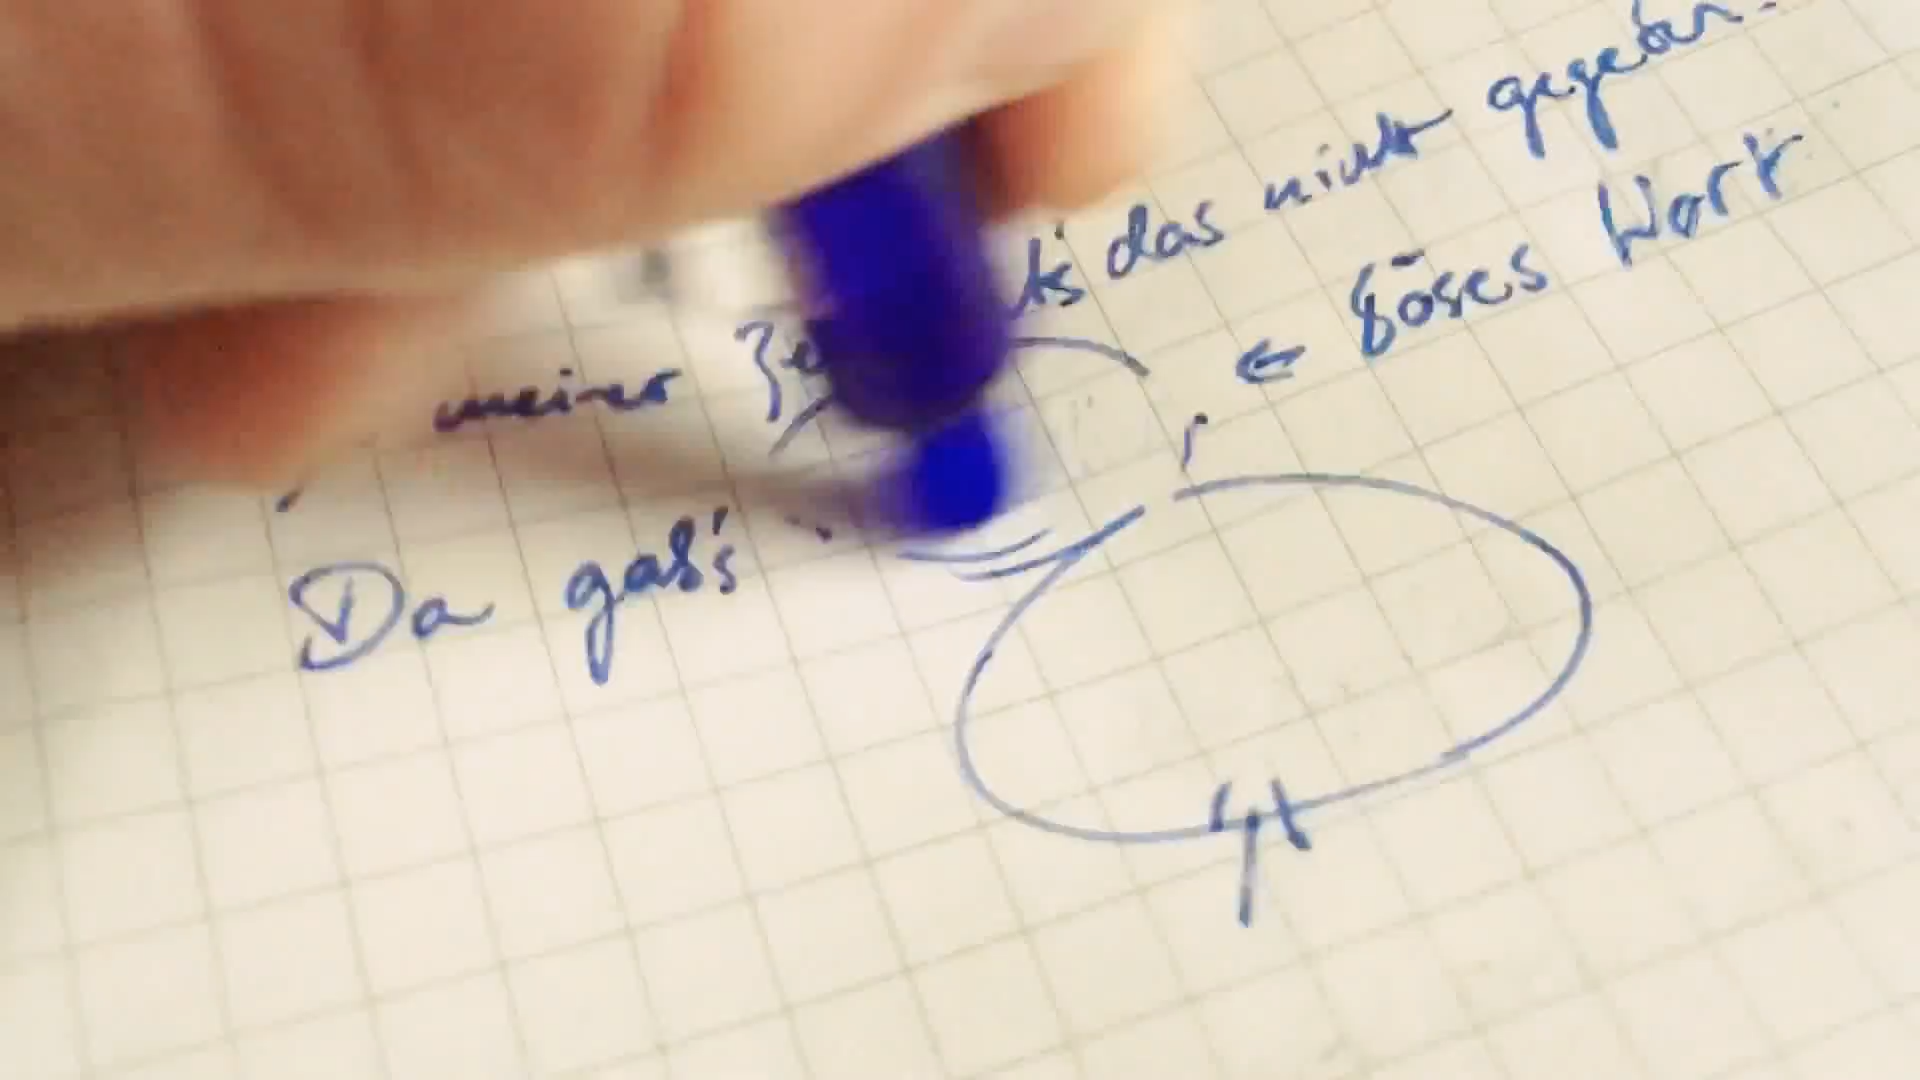 meiner das nicht gegeben.
← böses Wort
Da gab's